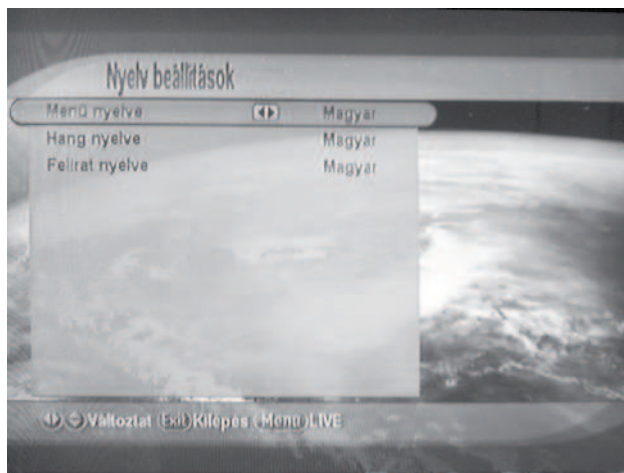 Nyelv beállítások
Menü nyelve Magyar
Hang nyelve Magyar
Felirat nyelve Magyar
Változtat Exit Kilépés Menu LIVE